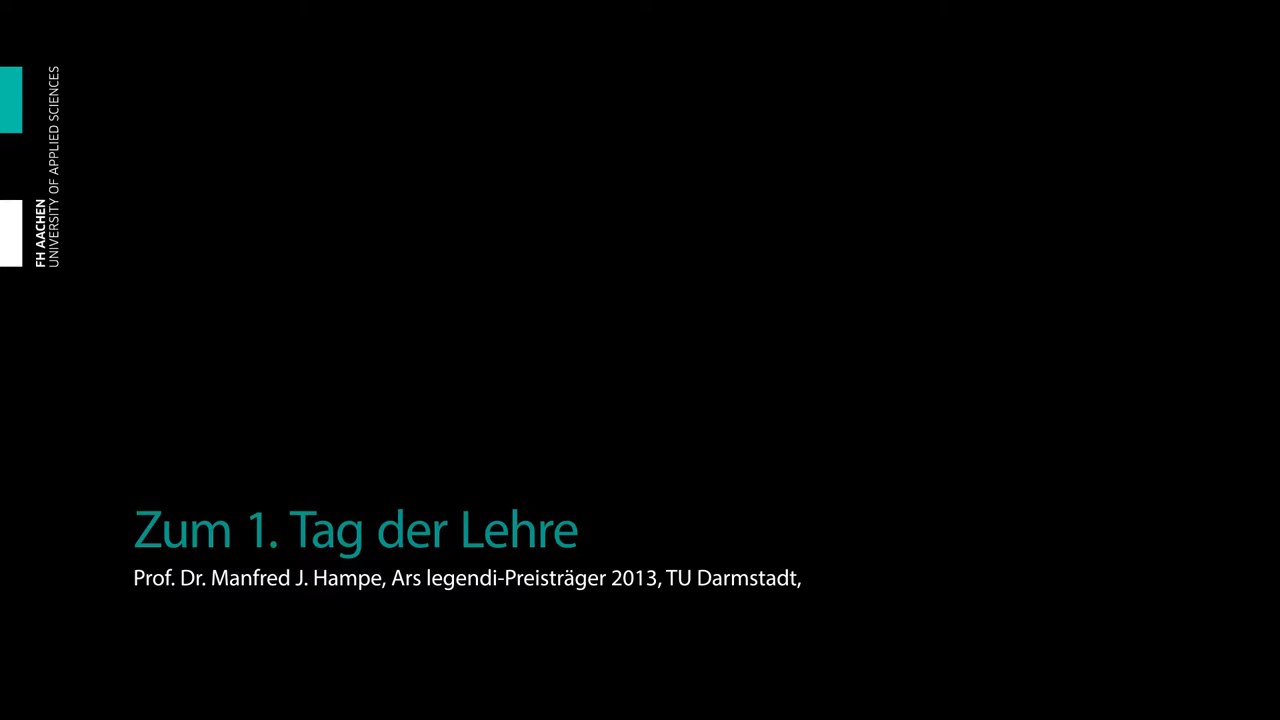 FH AACHEN
UNIVERSITY OF APPLIED SCIENCES
Zum 1. Tag der Lehre
Prof. Dr. Manfred J. Hampe, Ars legendi-Preisträger 2013, TU Darmstadt,